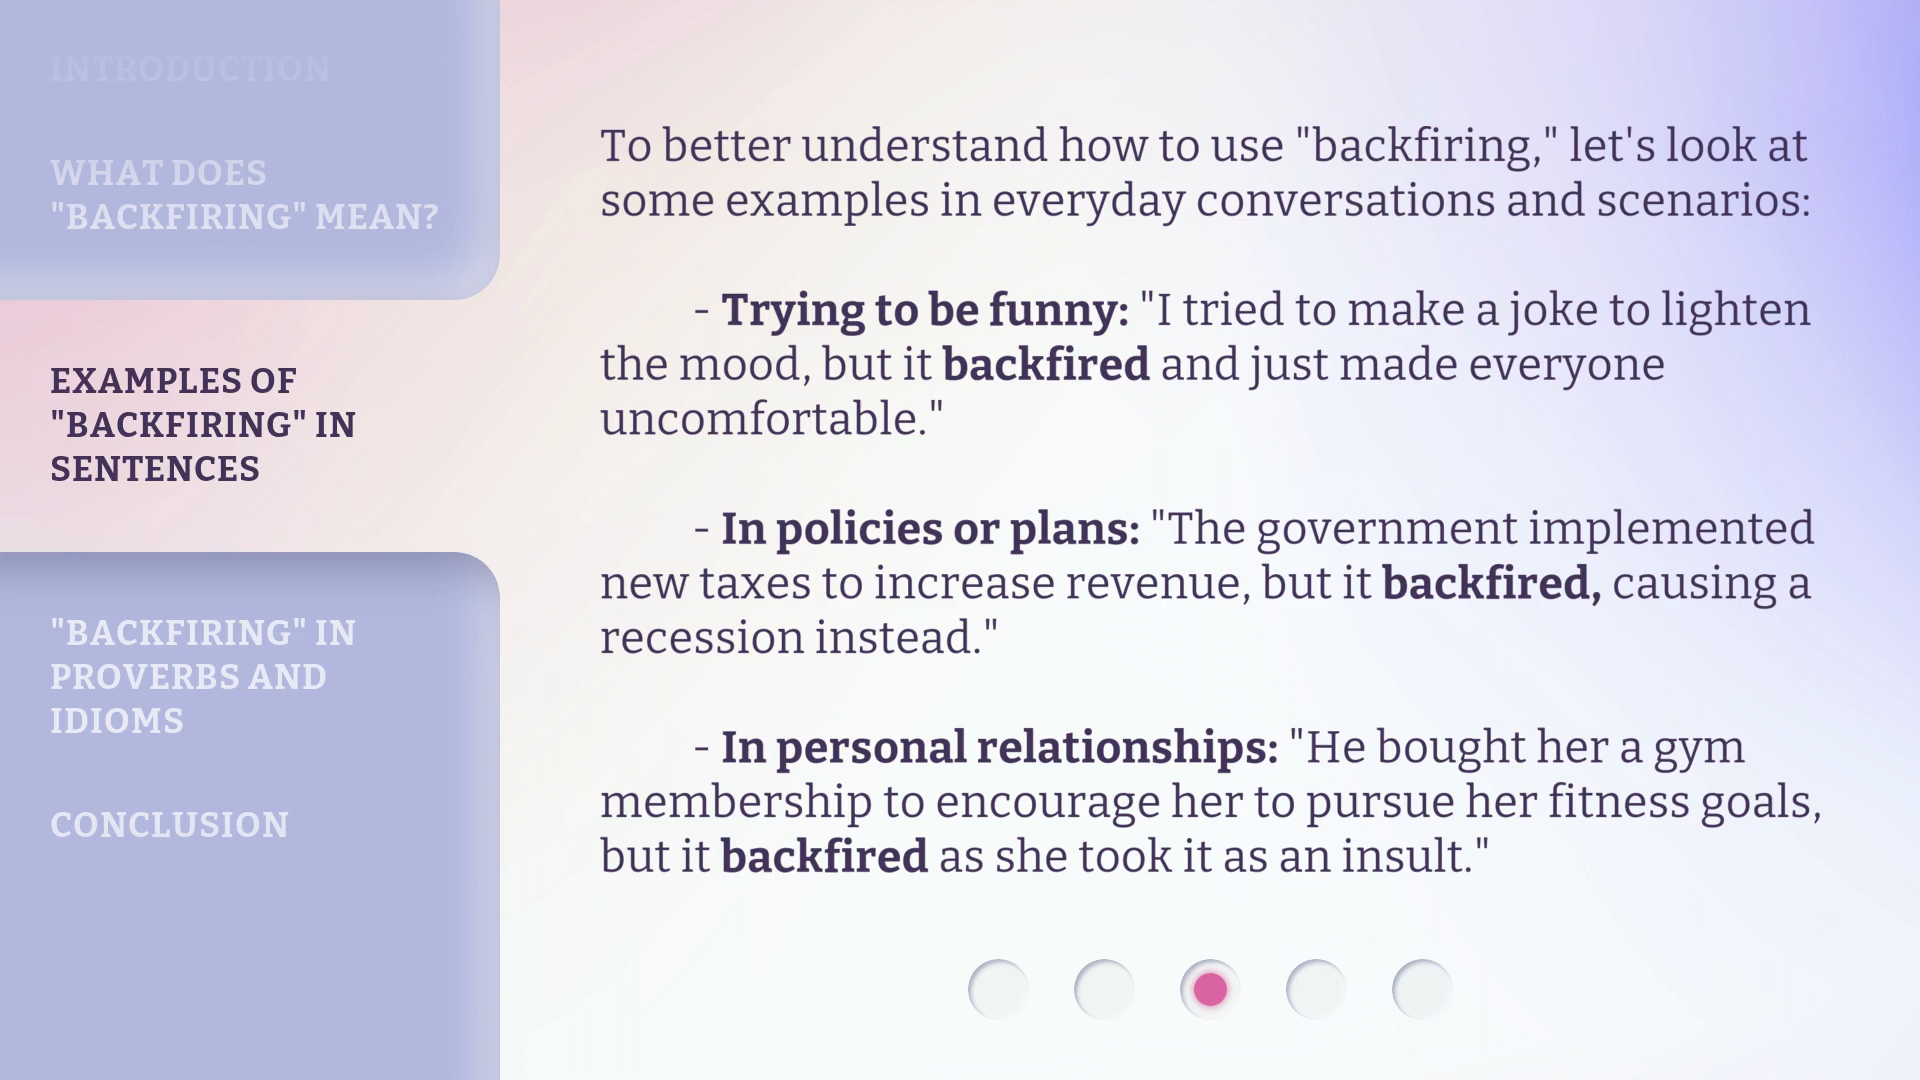 INTRODUCTION
WHAT DOES
"BACKFIRING" MEAN?
EXAMPLES OF
"BACKFIRING" IN
SENTENCES
"BACKFIRING" IN
PROVERBS AND
IDIOMS
CONCLUSION
To better understand how to use "backfiring," let's look at
some examples in everyday conversations and scenarios:
- Trying to be funny: "I tried to make a joke to lighten
the mood, but it backfired and just made everyone
uncomfortable."
- In policies or plans: "The government implemented
new taxes to increase revenue, but it backfired, causing a
recession instead."
- In personal relationships: "He bought her a gym
membership to encourage her to pursue her fitness goals,
but it backfired as she took it as an insult."